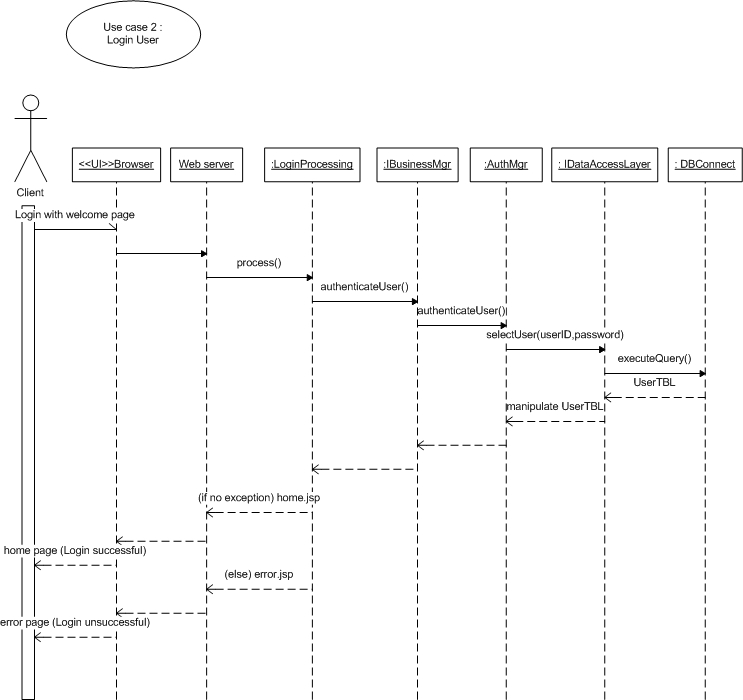 Use case 2 :
Login User
Client
<<UI>>Browser
Web server
:LoginProcessing
:IBusinessMgr
:AuthMgr
: IDataAccessLayer
: DBConnect
Login with welcome page
process()
authenticateUser()
authenticateUser()
selectUser(userID,password)
executeQuery()
UserTBL
manipulate UserTBL
(if no exception) home.jsp
home page (Login successful)
(else) error.jsp
error page (Login unsuccessful)